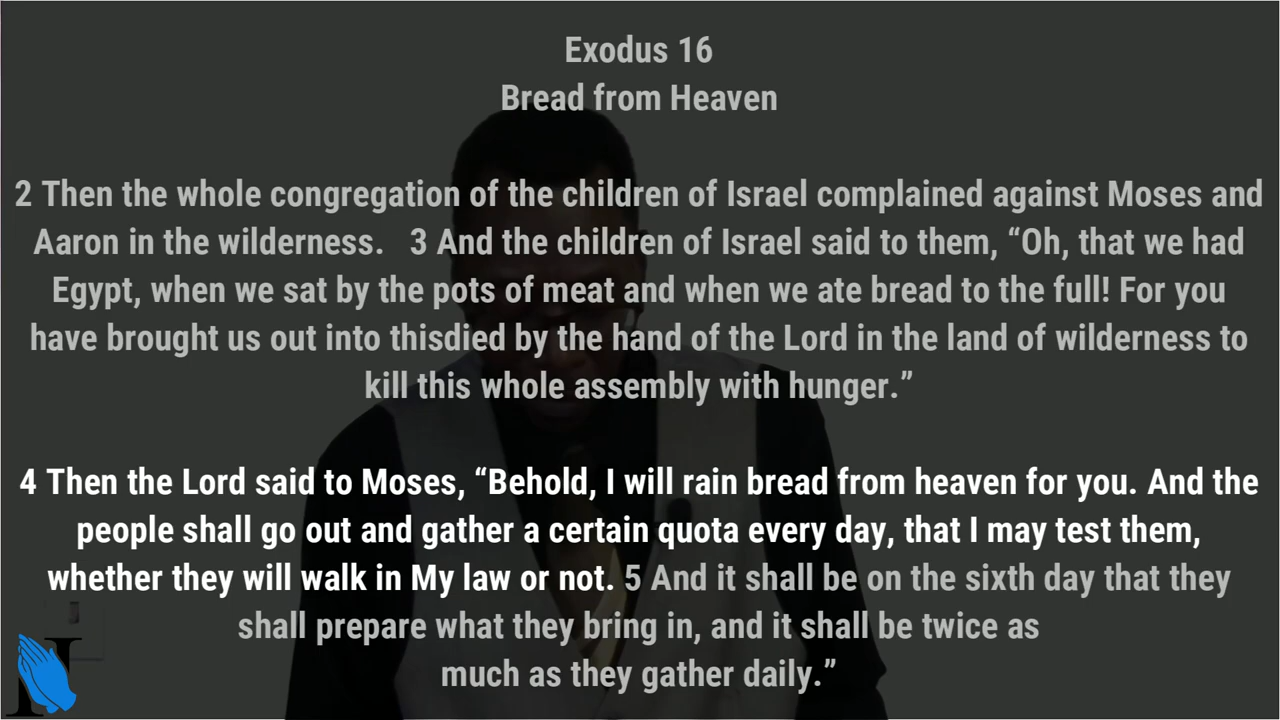 Exodus 16
Bread from Heaven
2 Then the whole congregation of the children of Israel complained against Moses and
Aaron in the wilderness. 3 And the children of Israel said to them, “Oh, that we had
Egypt, when we sat by the pots of meat and when we ate bread to the full! For you
have brought us out into thisdied by the hand of the Lord in the land of wilderness to
kill this whole assembly with hunger.”
4 Then the Lord said to Moses, “Behold, I will rain bread from heaven for you. And the
people shall go out and gather a certain quota every day, that I may test them,
whether they will walk in My law or not. 5 And it shall be on the sixth day that they
shall prepare what they bring in, and it shall be twice as
much as they gather daily.”